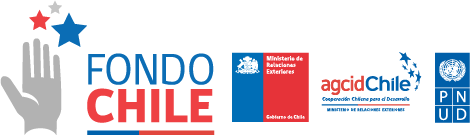 FONDO
CHILE
Ministerio de
Relaciones
Exteriores
Gobierno de Chile
agcidChile
Cooperación Chilena para el Desarrollo
MINISTERIO DE RELACIONES EXTERIORES
P N
U D